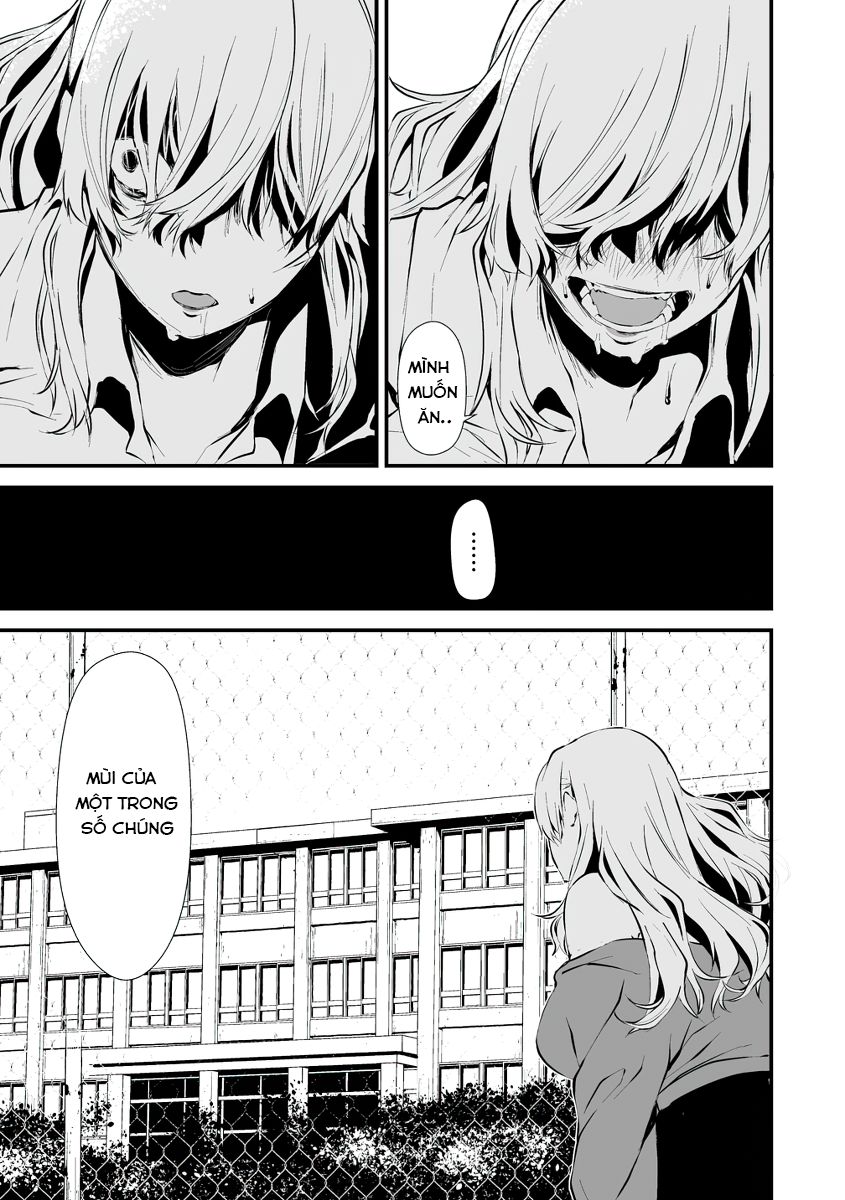 MÌNH
MUỐN
ĂN..
.......
MÙI CỦA
MỘT TRONG
SỐ CHÚNG